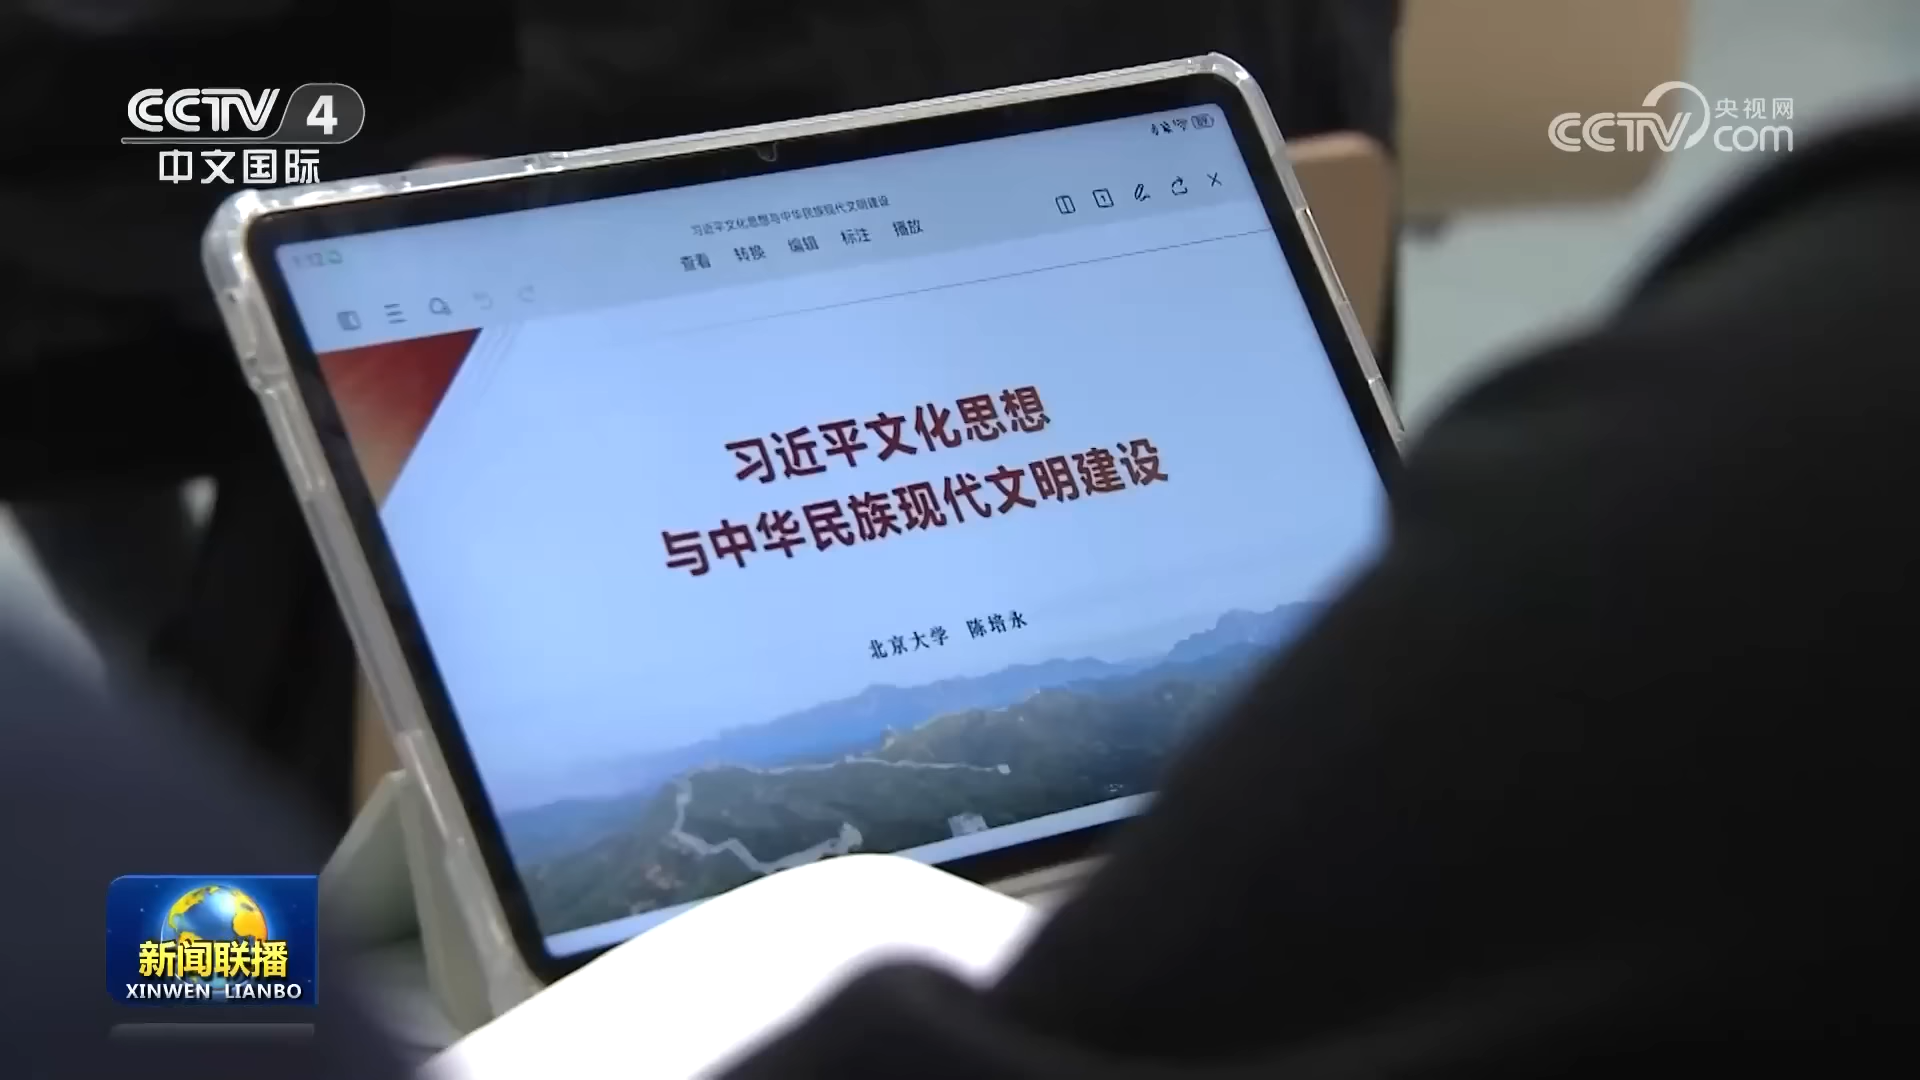 CCTV 4
中文国际
CCTV 央视网
com
1:12
习近平文化思想与中华民族现代文明建设
查看 转换 编辑 标注 播放
习近平文化思想
与中华民族现代文明建设
北京大学 陈培永
新闻联播
XINWEN LIANBO